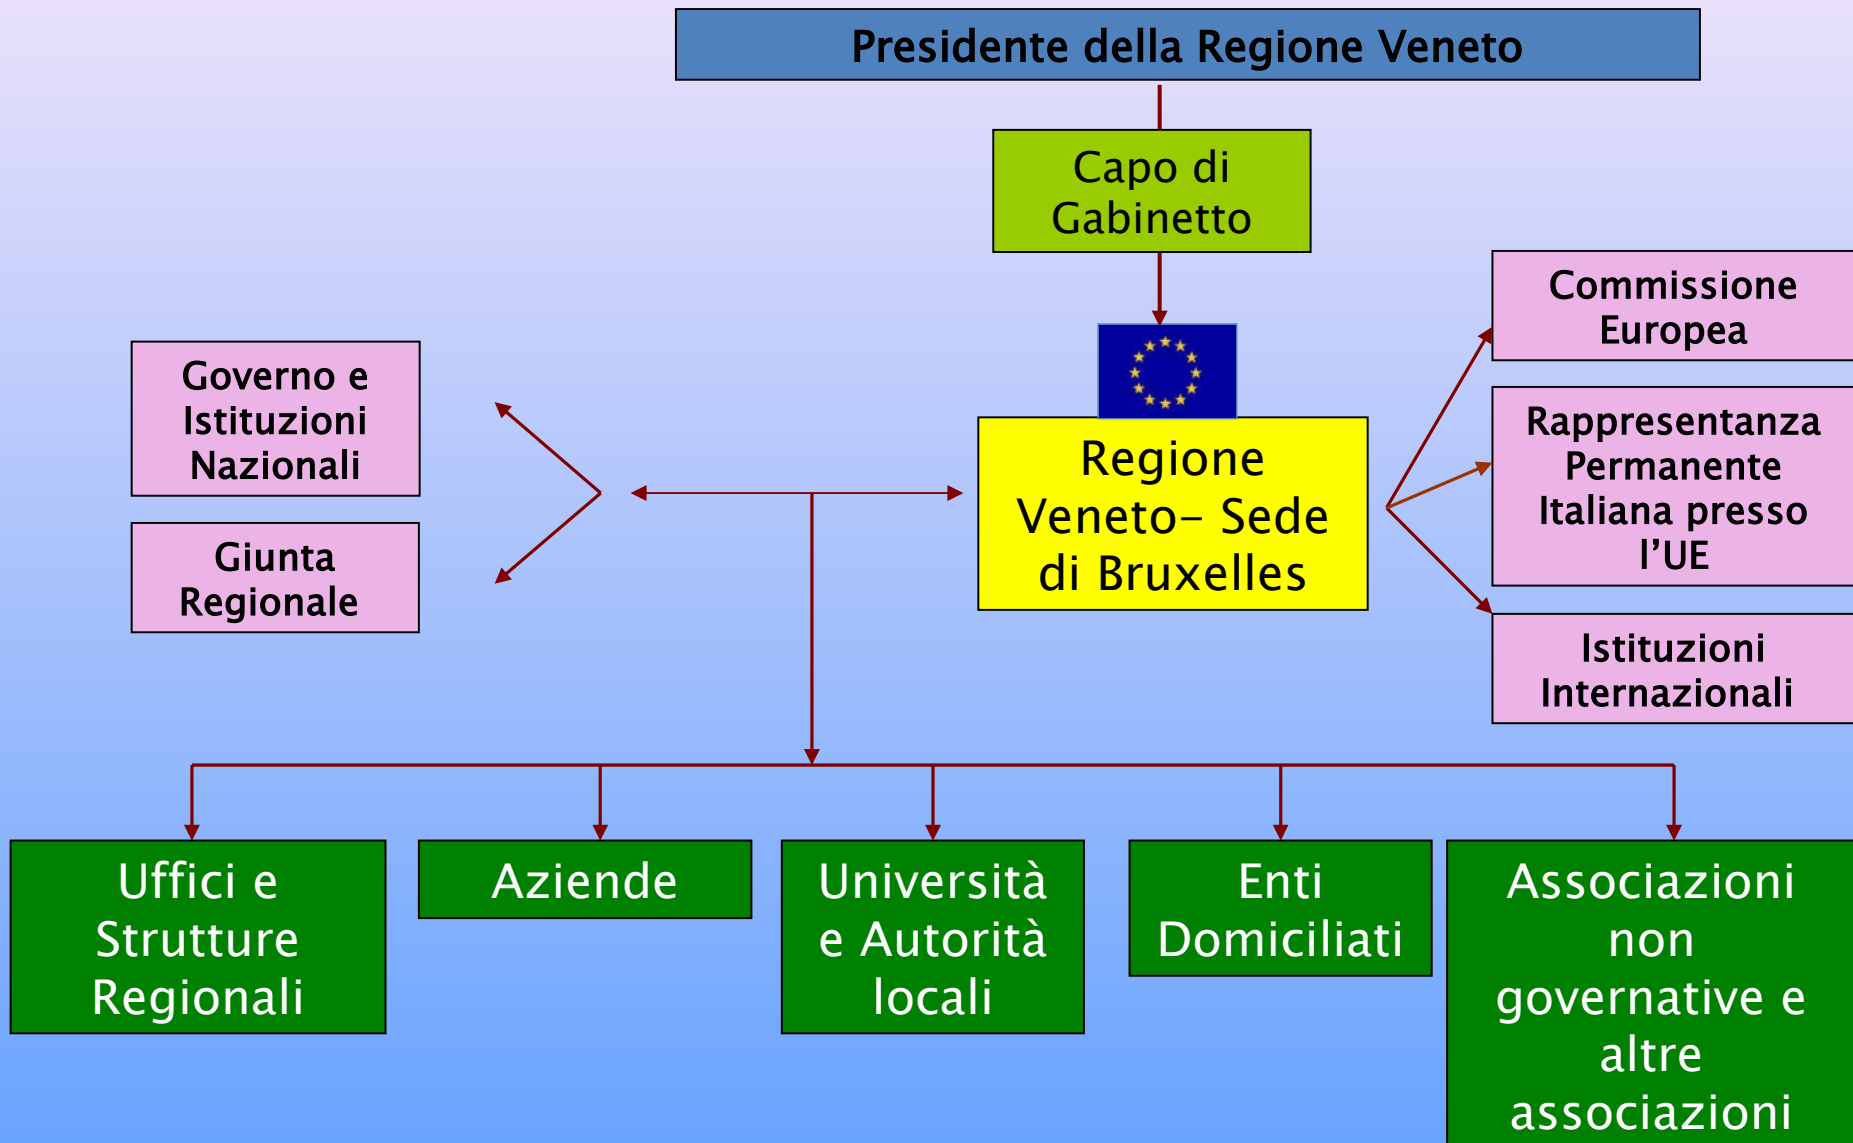 Presidente della Regione Veneto
Capo di
Gabinetto
Commissione
Europea
Governo e
Istituzioni
Nazionali
Rappresentanza
Permanente
Italiana presso
l’UE
Regione
Veneto– Sede
di Bruxelles
Giunta
Regionale
Istituzioni
Internazionali
Uffici e
Strutture
Regionali
Aziende
Università
e Autorità
locali
Enti
Domiciliati
Associazioni
non
governative e
altre
associazioni